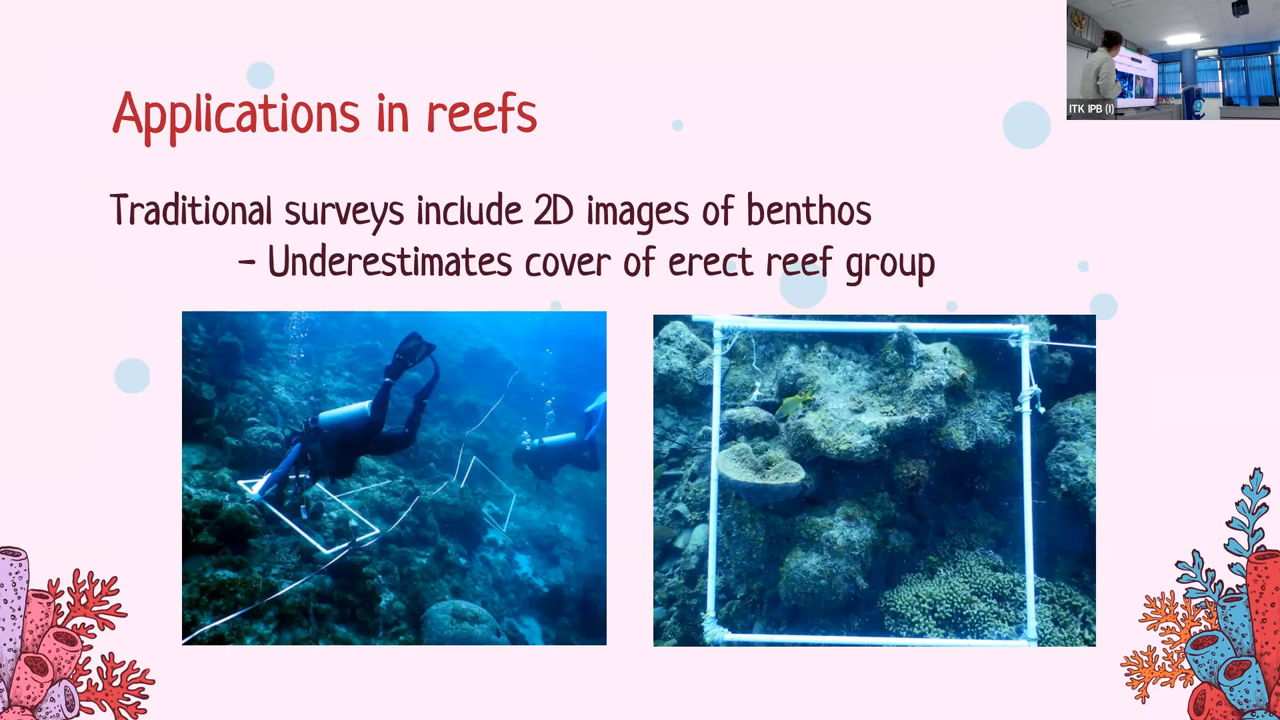 ITK IPB (I)
Applications in reefs
Traditional surveys include 2D images of benthos
– Underestimates cover of erect reef group